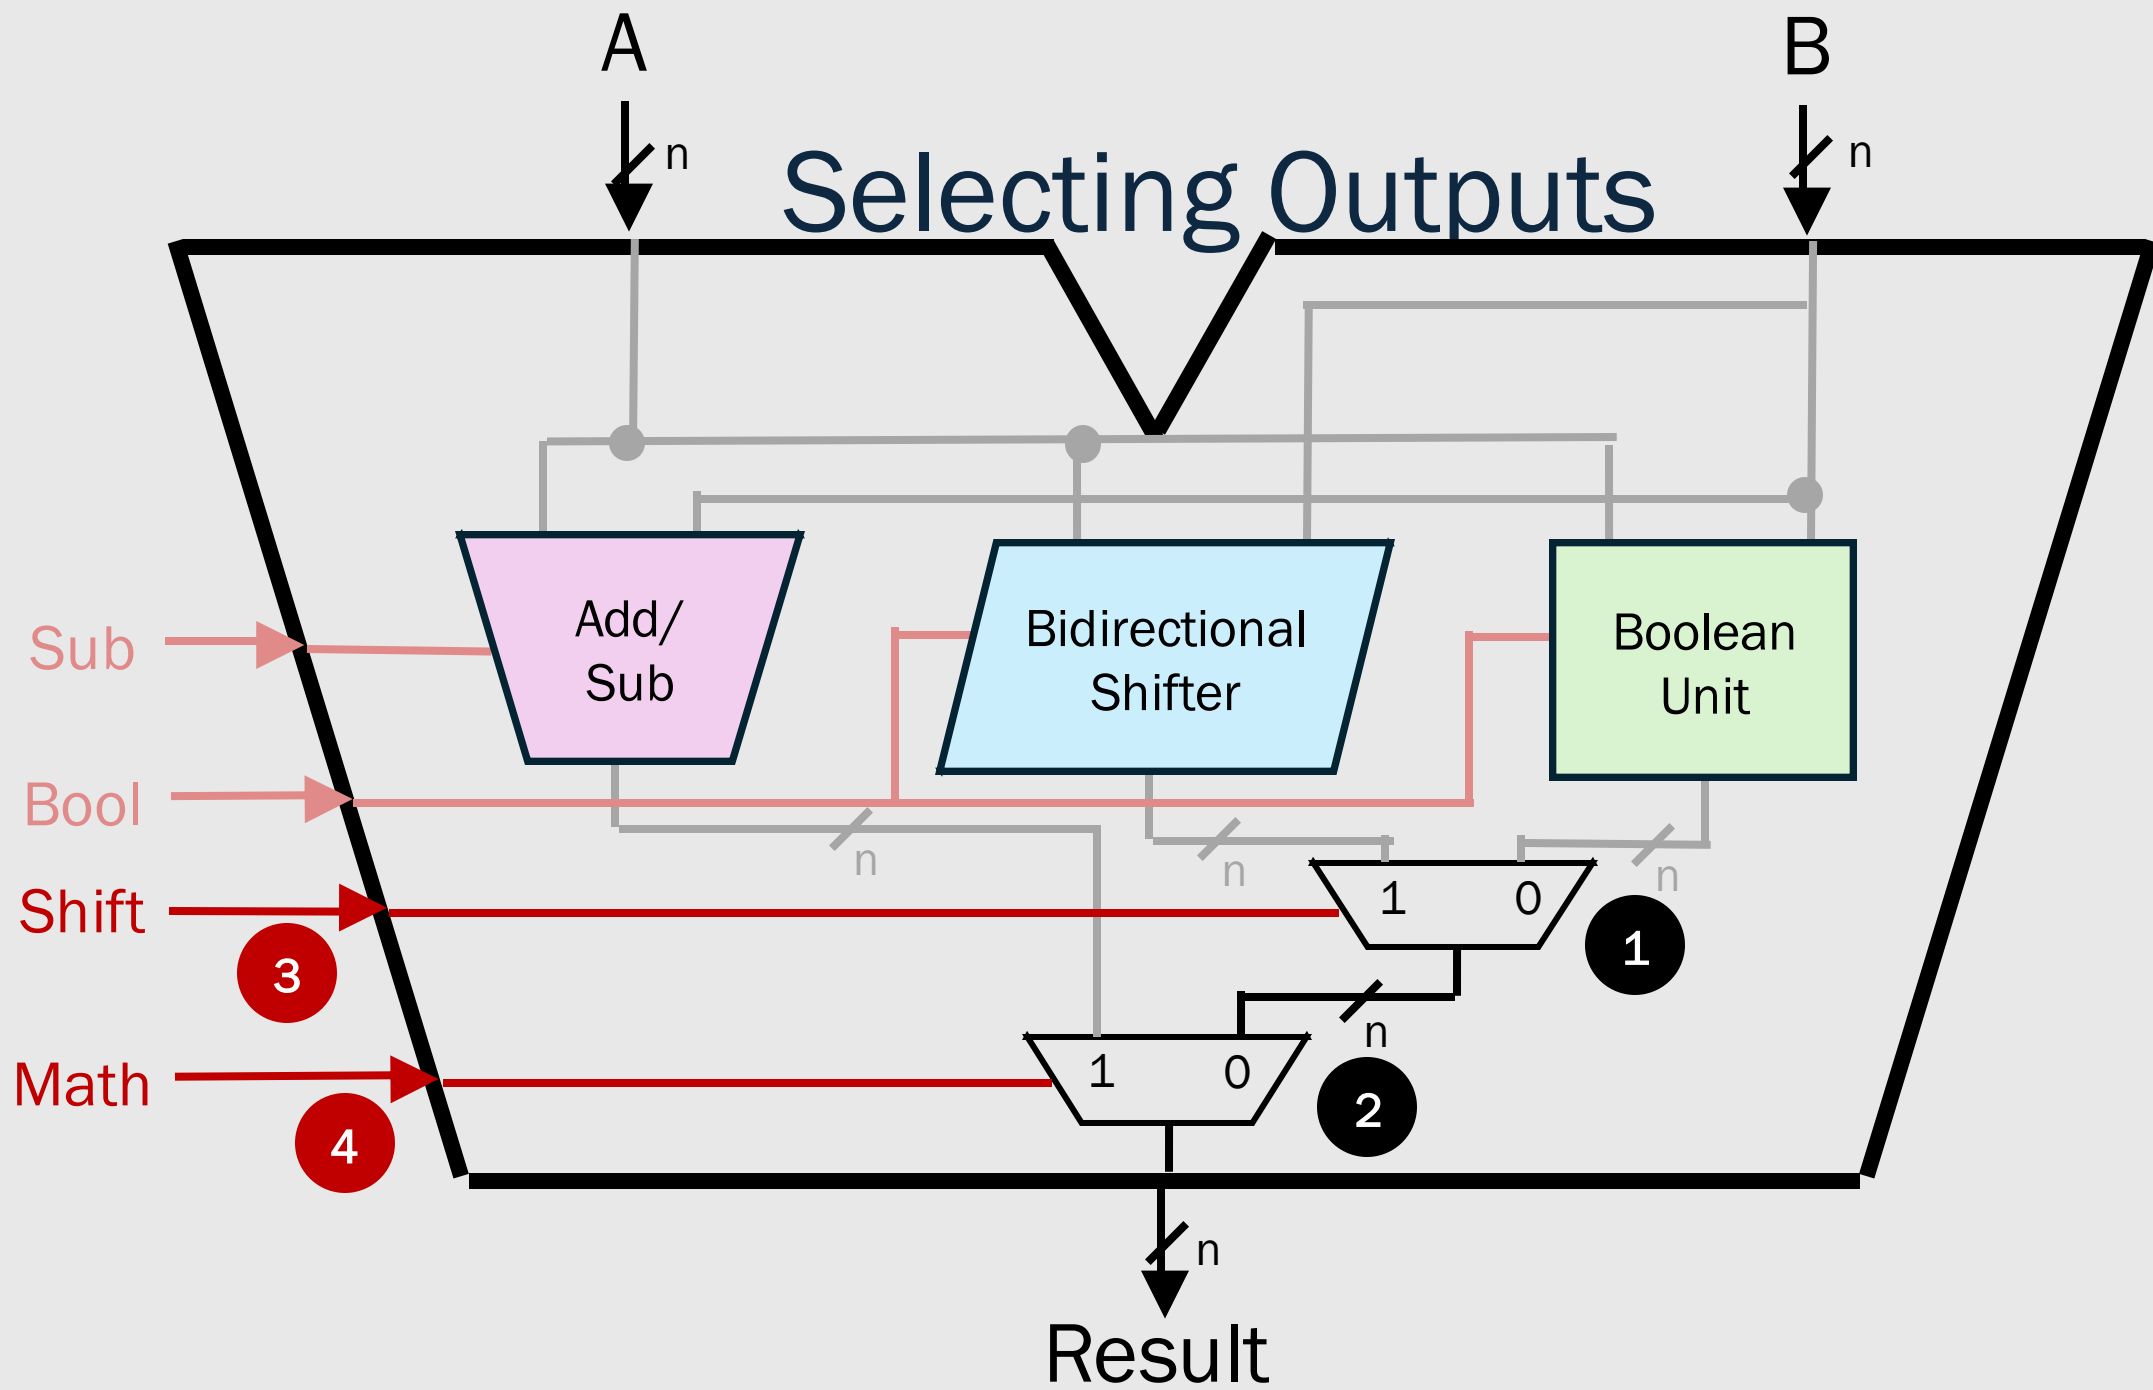 A
B
n
n
Selecting Outputs
Add/
Sub
Bidirectional
Shifter
Boolean
Unit
Sub
Bool
n
n
n
Shift
1
0
1
3
n
Math
1
0
2
4
n
Result